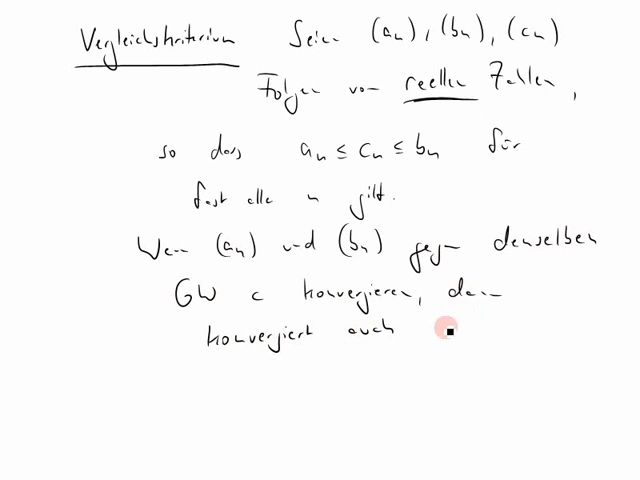 Vergleichskriterium Seien (aₙ), (bₙ), (cₙ)
Folgen von reellen Zahlen,
so dass aₙ ≤ cₙ ≤ bₙ für
fast alle n gilt.
Wenn (aₙ) und (bₙ) gegen denselben
GW c konvergieren, dann
konvergiert auch